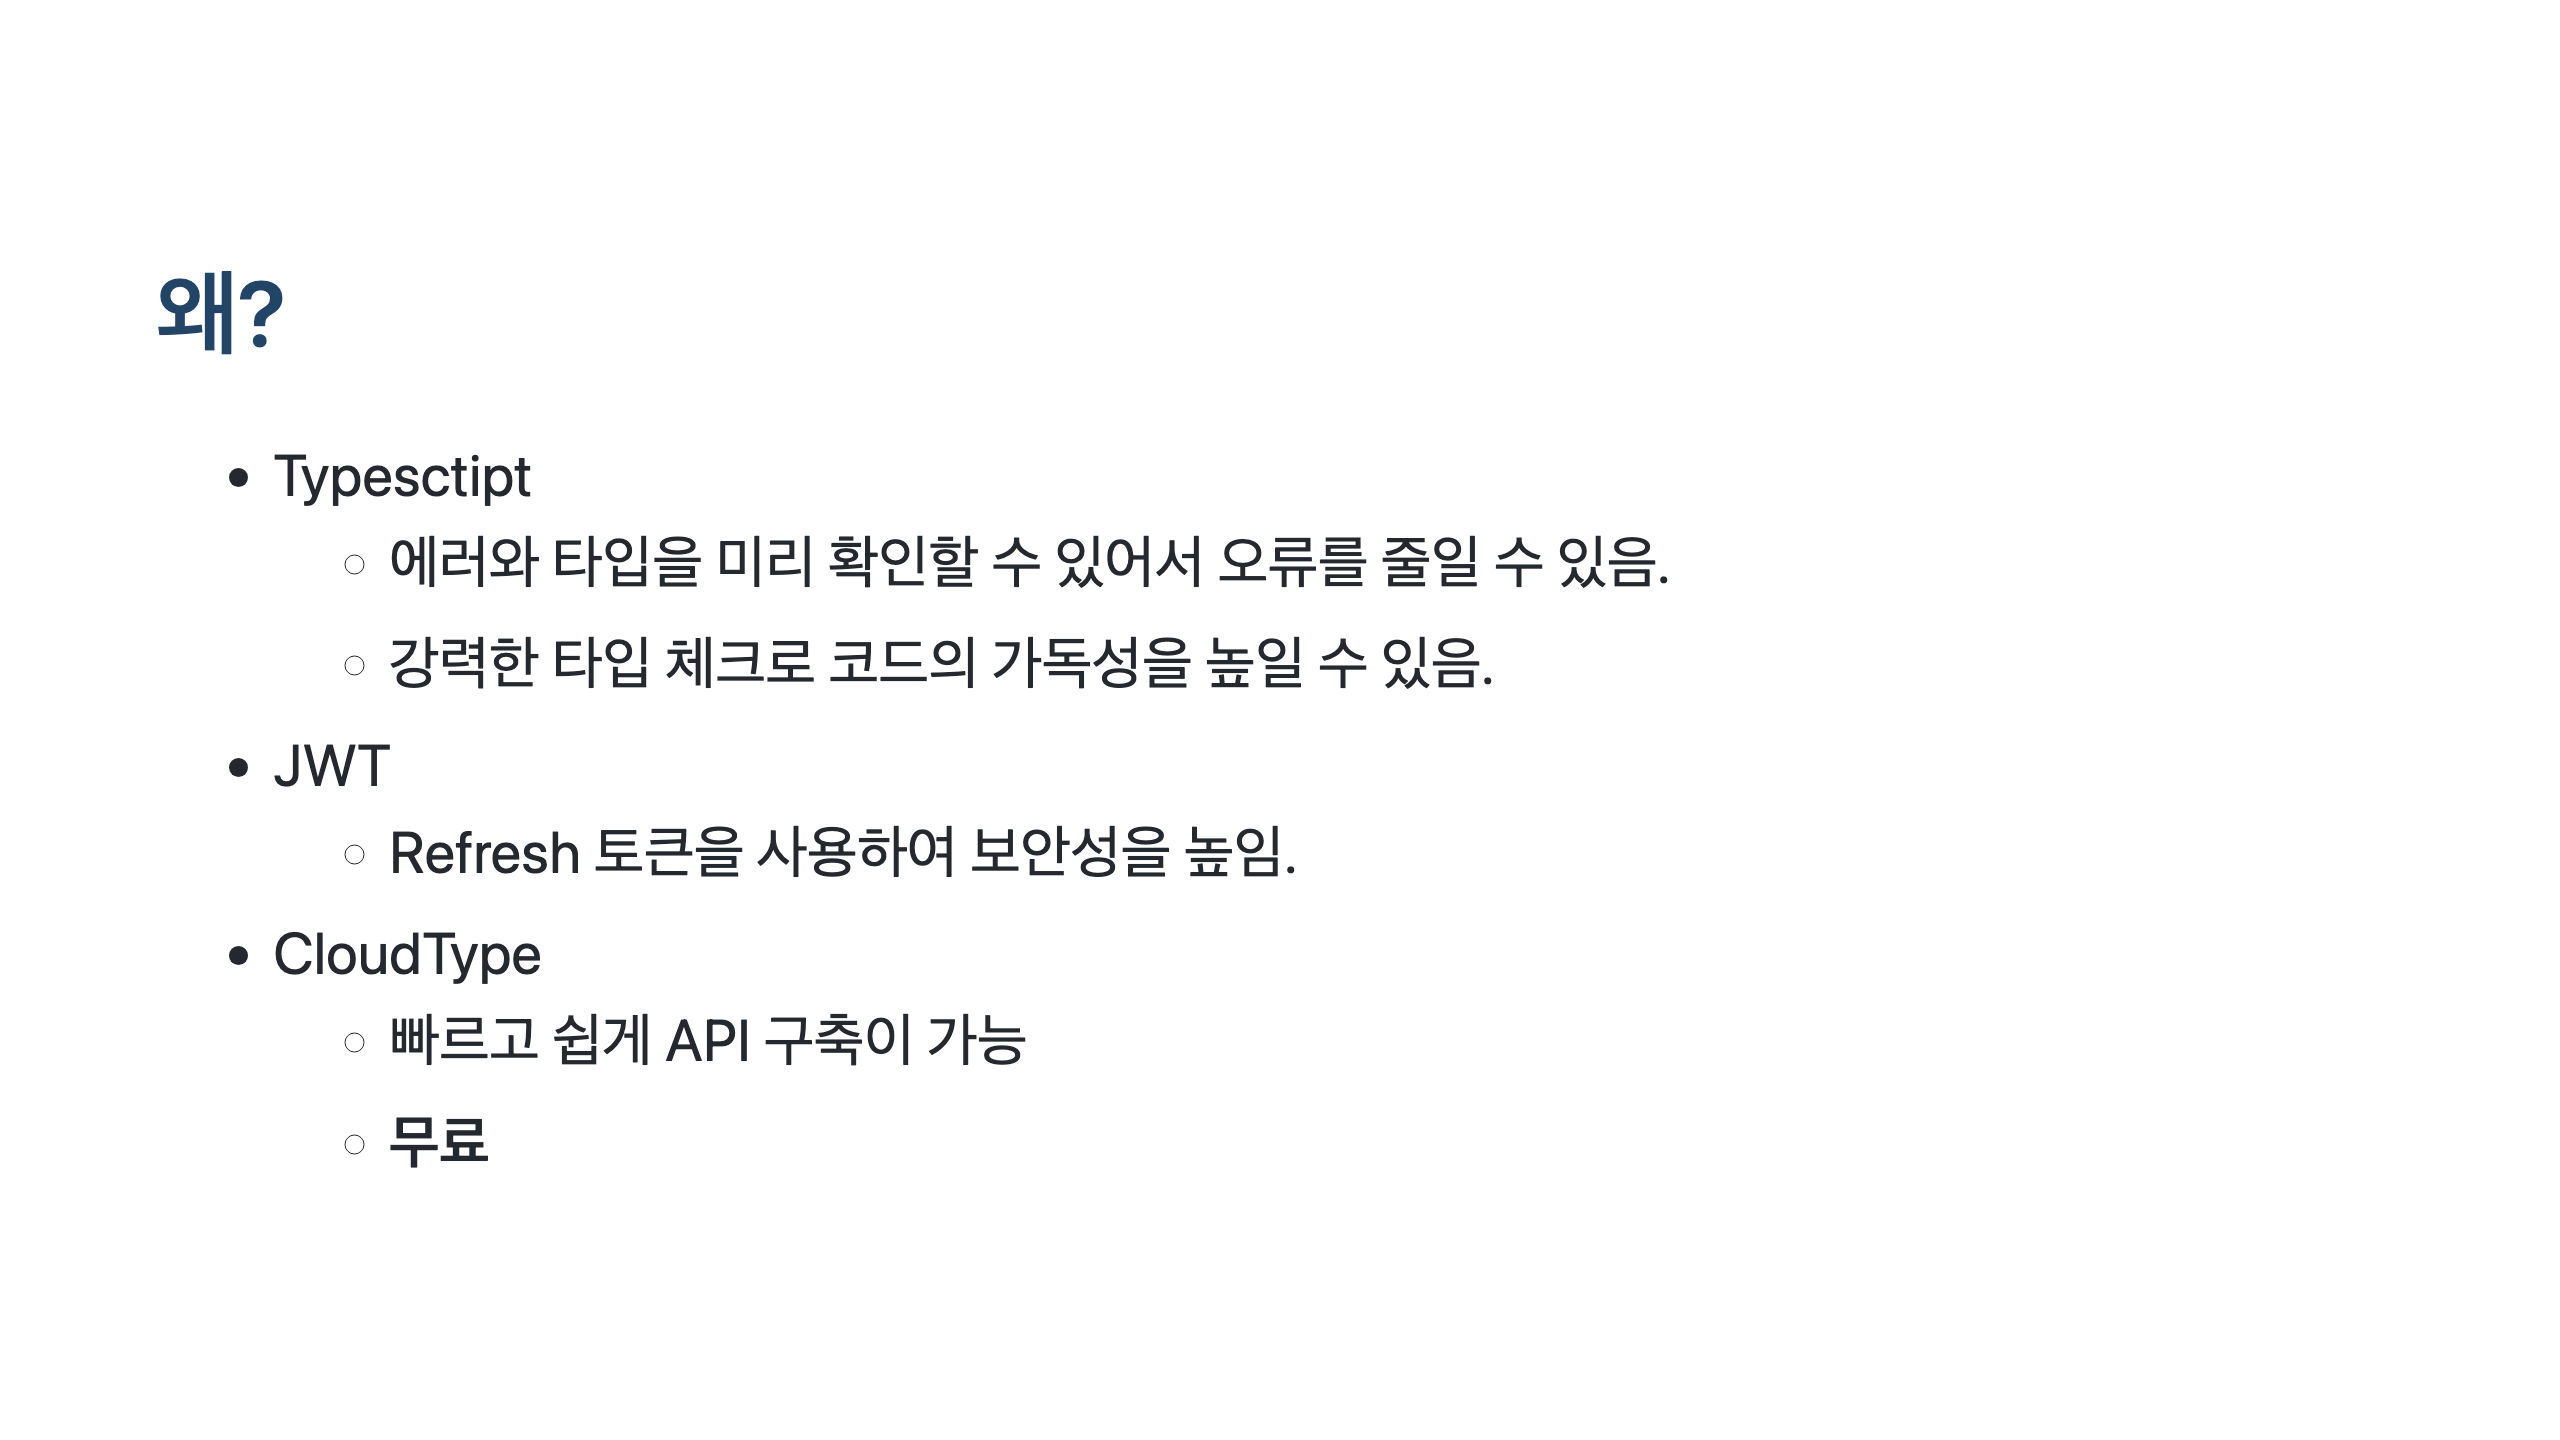 왜?
Typesctipt
에러와 타입을 미리 확인할 수 있어서 오류를 줄일 수 있음.
강력한 타입 체크로 코드의 가독성을 높일 수 있음.
JWT
Refresh 토큰을 사용하여 보안성을 높임.
CloudType
빠르고 쉽게 API 구축이 가능
무료